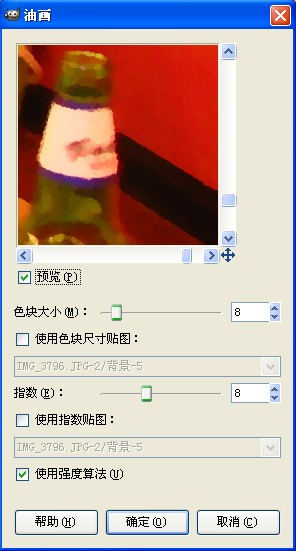 油画
预览(P)
色块大小(M)：
8
使用色块尺寸贴图：
IMG_3796.JPG-2/背景-5
指数(E)：
8
使用指数贴图：
IMG_3796.JPG-2/背景-5
使用强度算法(U)
帮助(H)
确定(O)
取消(C)